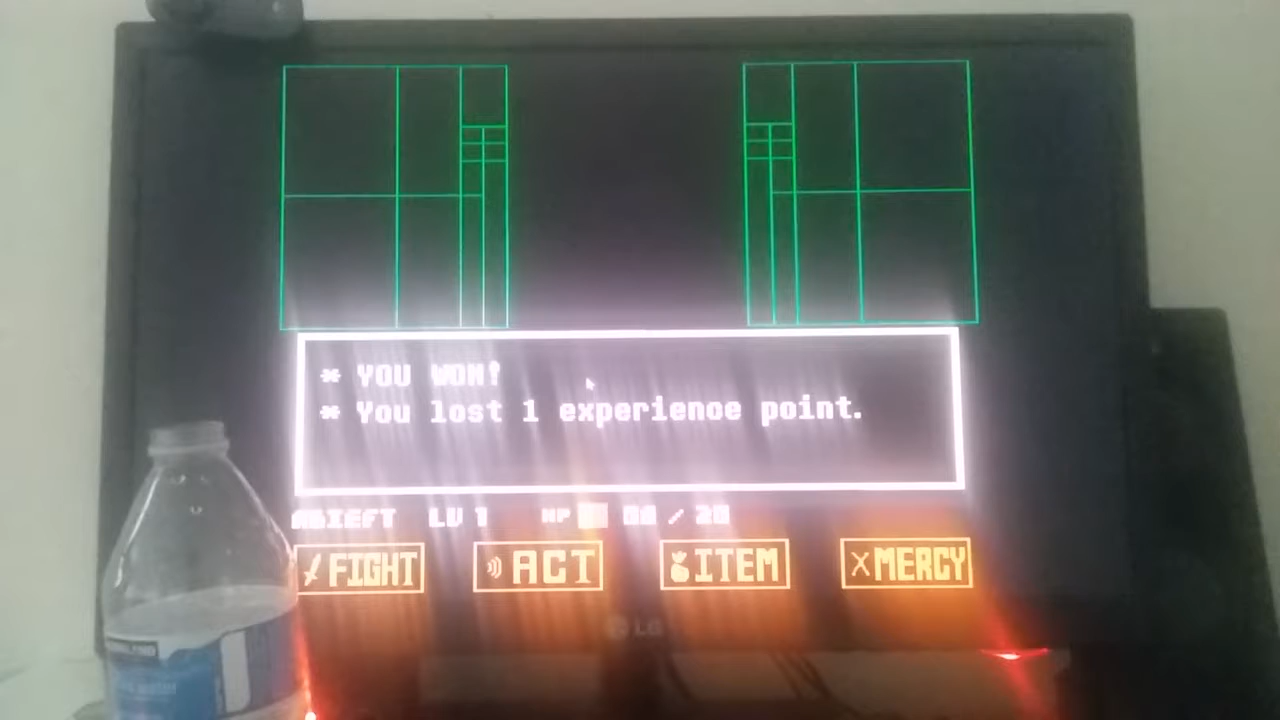 * YOU WON!
* You lost 1 experience point.
LV 1 HP / 20
FIGHT ACT ITEM MERCY
LG